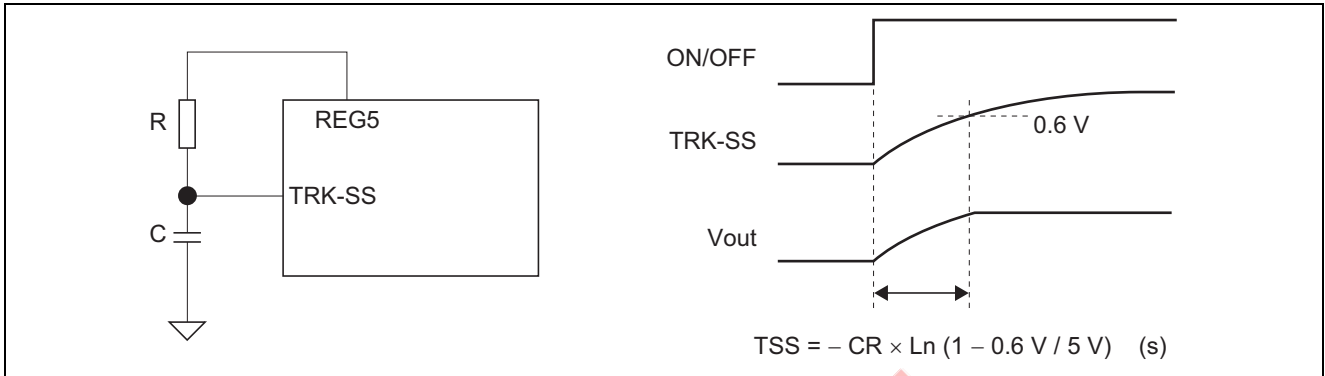 R
C
REG5
TRK-SS
ON/OFF
TRK-SS
0.6 V
Vout
TSS = – CR × Ln (1 – 0.6 V / 5 V) (s)